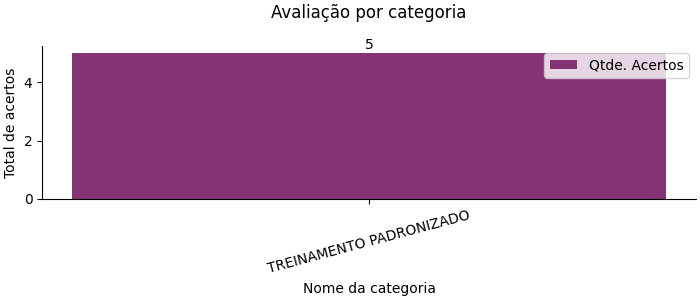 Avaliação por categoria
5
Qtde. Acertos
Total de acertos
4
2
0
TREINAMENTO PADRONIZADO
Nome da categoria